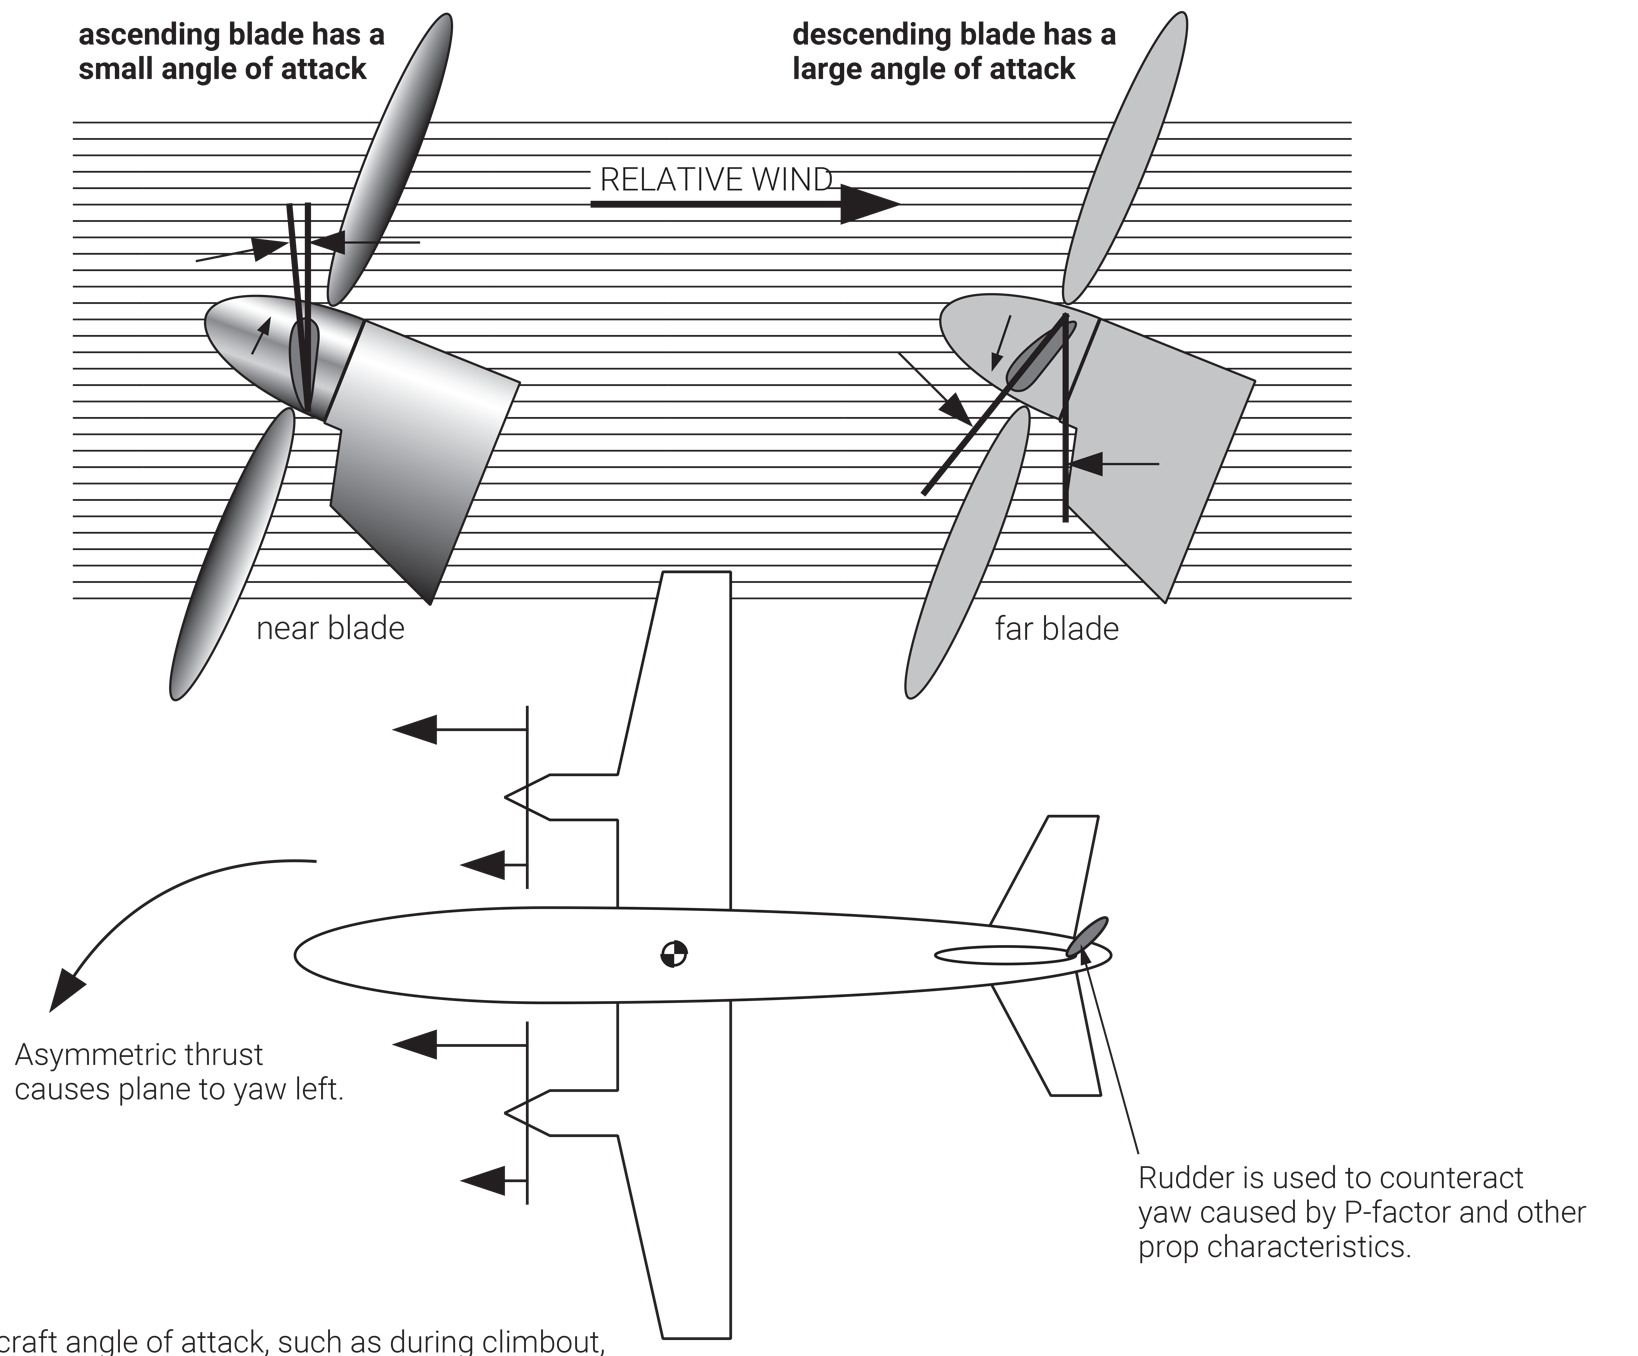 ascending blade has a
small angle of attack
descending blade has a
large angle of attack
RELATIVE WIND
near blade
far blade
Asymmetric thrust
causes plane to yaw left.
Rudder is used to counteract
yaw caused by P-factor and other
prop characteristics.
craft angle of attack, such as during climbout,